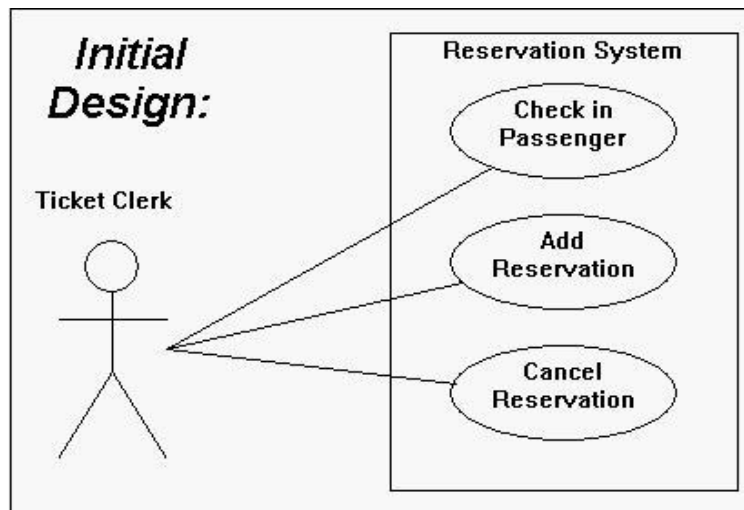 Initial
Design:
Reservation System
Check in
Passenger
Ticket Clerk
Add
Reservation
Cancel
Reservation